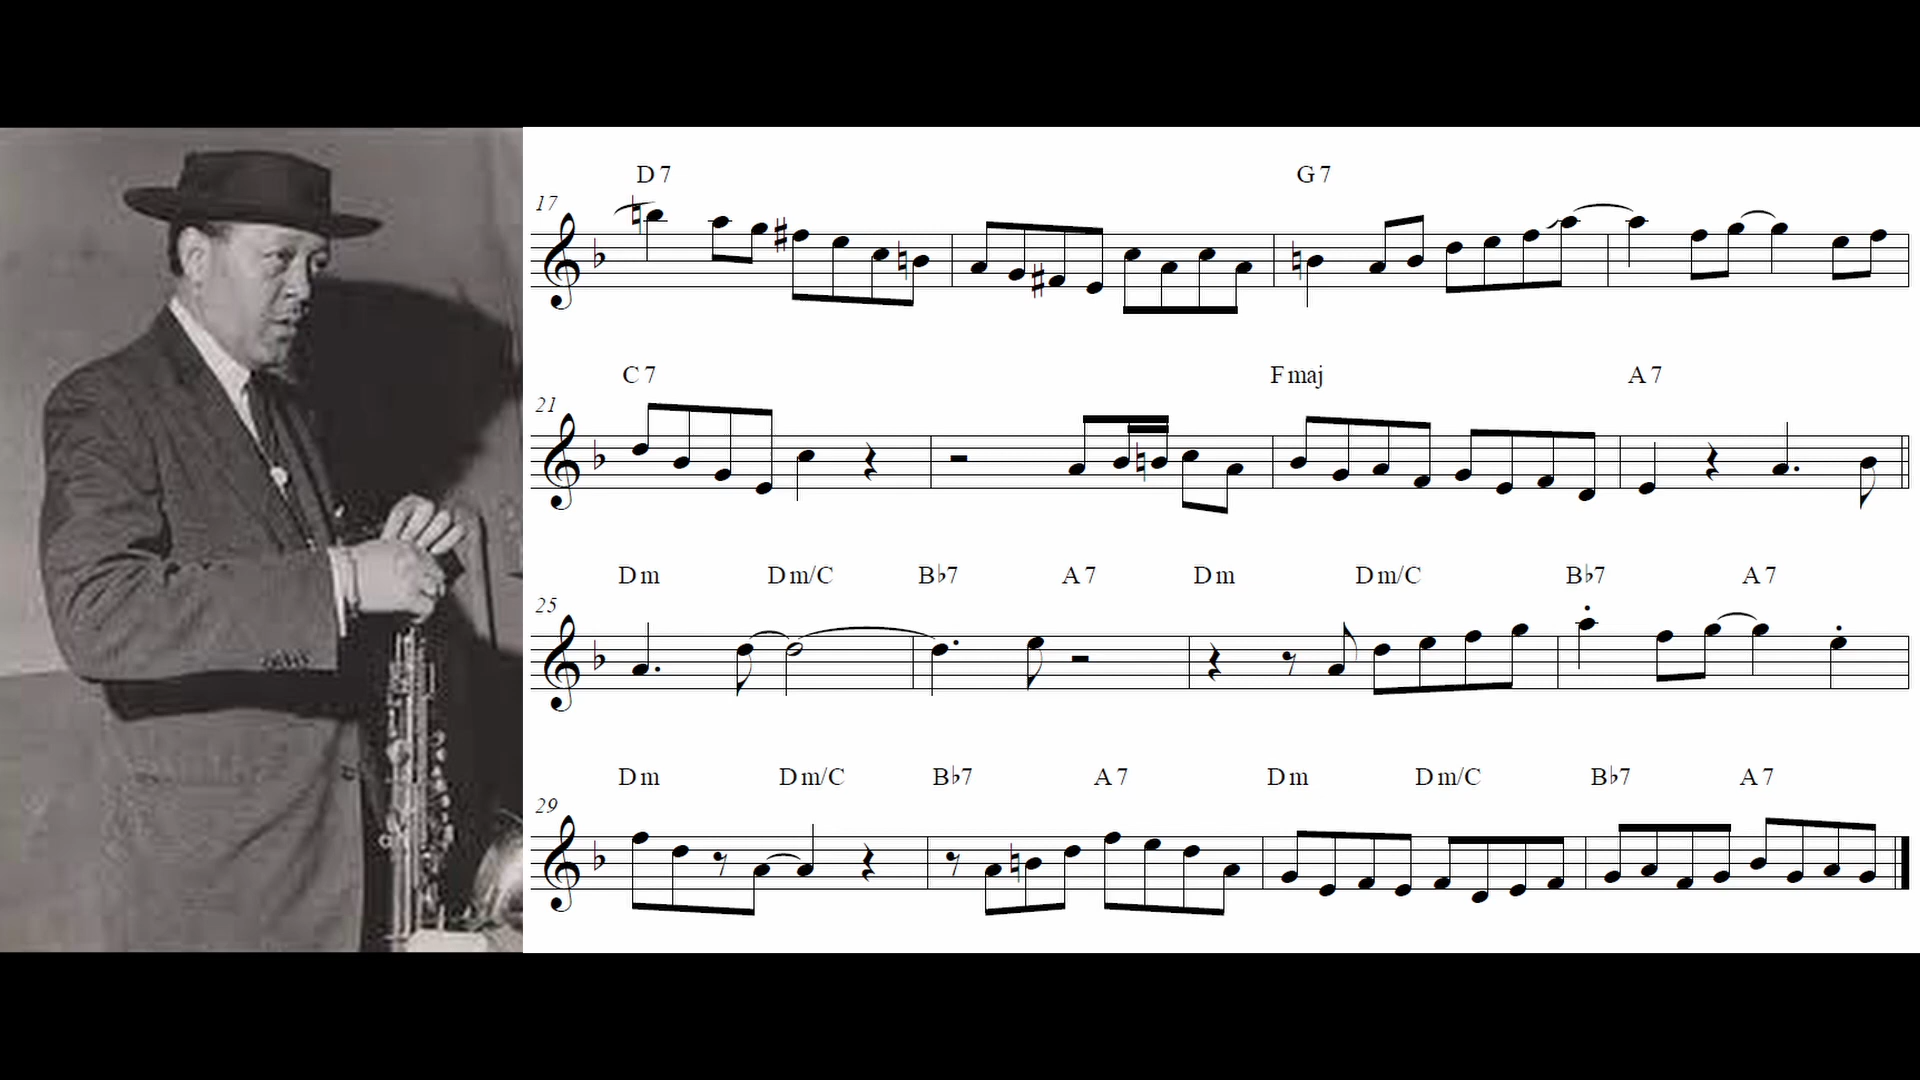 D7 G7
17
C7 Fmaj A7
21
Dm Dm/C B♭7 A7 Dm Dm/C B♭7 A7
25
Dm Dm/C B♭7 A7 Dm Dm/C B♭7 A7
29